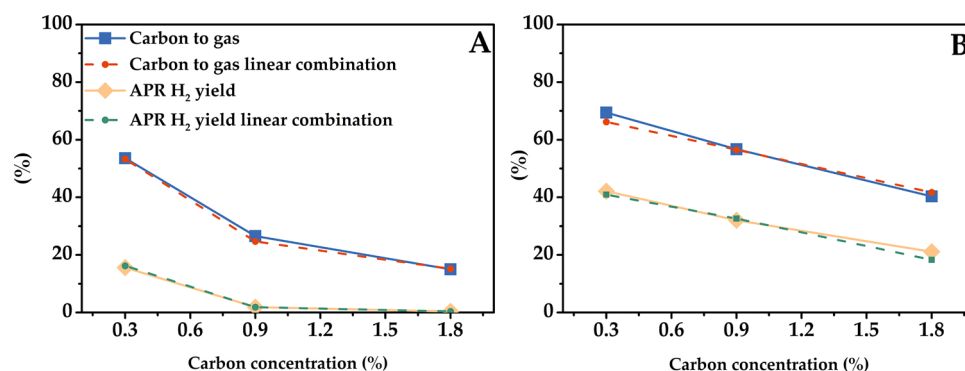 A
B
Carbon to gas
Carbon to gas linear combination
APR H₂ yield
APR H₂ yield linear combination
100
80
60
40
20
0
(%)
0.3 0.6 0.9 1.2 1.5 1.8
Carbon concentration (%)
100
80
60
40
20
0
(%)
0.3 0.6 0.9 1.2 1.5 1.8
Carbon concentration (%)